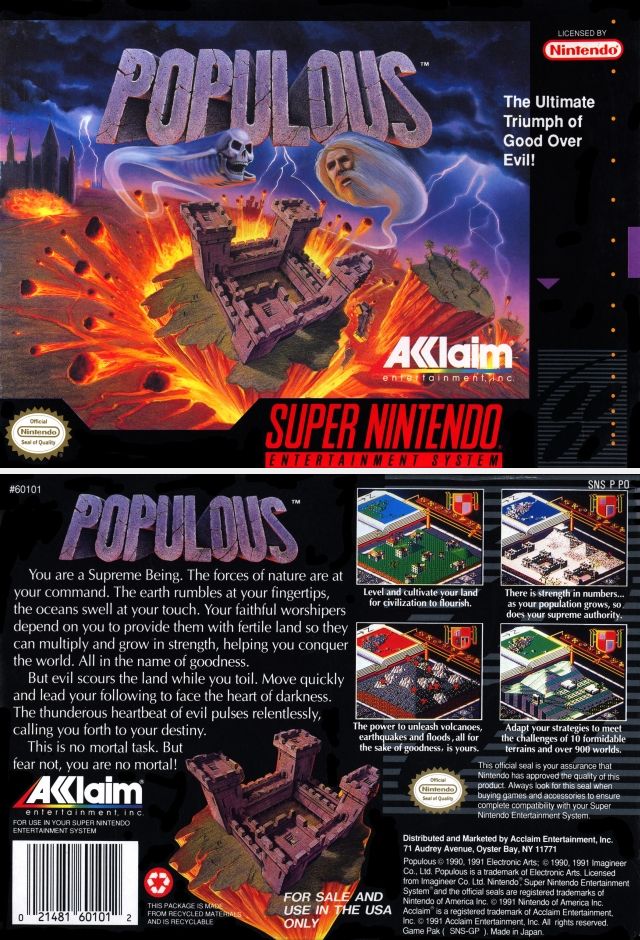 LICENSED BY
Nintendo
POPULOUS™
The Ultimate
Triumph of
Good Over
Evil!
AKlaim
entertainment, inc.
Official
Nintendo
Seal of Quality
SUPER NINTENDO
ENTERTAINMENT SYSTEM
#60101
SNS P PO
POPULOUS™
You are a Supreme Being. The forces of nature are at
your command. The earth rumbles at your fingertips,
the oceans swell at your touch. Your faithful worshipers
depend on you to provide them with fertile land so they
can multiply and grow in strength, helping you conquer
the world. All in the name of goodness.
But evil scours the land while you toil. Move quickly
and lead your following to face the heart of darkness.
The thunderous heartbeat of evil pulses relentlessly,
calling you forth to your destiny.
This is no mortal task. But
fear not, you are no mortal!
Level and cultivate your land
for civilization to flourish.
There is strength in numbers...
as your population grows, so
does your supreme authority.
The power to unleash volcanoes,
earthquakes and floods, all for
the sake of goodness, is yours.
Adapt your strategies to meet
the challenges of 10 formidable
terrains and over 900 worlds.
AKlaim®
entertainment, inc.
FOR USE IN YOUR SUPER NINTENDO
ENTERTAINMENT SYSTEM
Official
Nintendo
Seal of Quality
This official seal is your assurance that
Nintendo has approved the quality of this
product. Always look for this seal when
buying games and accessories to ensure
complete compatibility with your Super
Nintendo Entertainment System.
0 21481 60101 2
THIS PACKAGE IS MADE
FROM RECYCLED MATERIALS
AND IS RECYCLABLE
FOR SALE AND
USE IN THE USA
ONLY
Distributed and Marketed by Acclaim Entertainment, Inc.
71 Audrey Avenue, Oyster Bay, NY 11771
Populous © 1990, 1991 Electronic Arts; © 1990, 1991 Imagineer
Co., Ltd. Populous is a trademark of Electronic Arts. Licensed
from Imagineer Co. Ltd. Nintendo,® Super Nintendo Entertainment
System® and the official seals are registered trademarks of
Nintendo of America Inc. © 1991 Nintendo of America Inc.
Acclaim® is a registered trademark of Acclaim Entertainment,
Inc. © 1991 Acclaim Entertainment, Inc. All rights reserved.
Game Pak ( SNS-GP ). Made in Japan.